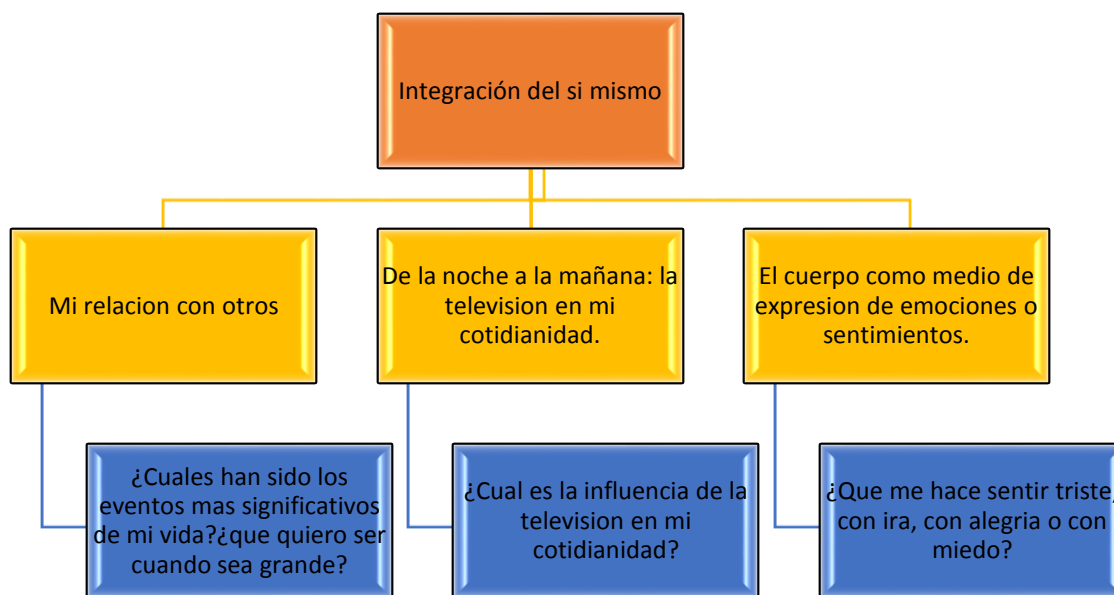 Integración del si mismo
Mi relacion con otros
De la noche a la mañana: la
television en mi
cotidianidad.
El cuerpo como medio de
expresion de emociones o
sentimientos.
¿Cuales han sido los
eventos mas significativos
de mi vida?¿que quiero ser
cuando sea grande?
¿Cual es la influencia de la
television en mi
cotidianidad?
¿Que me hace sentir triste,
con ira, con alegria o con
miedo?